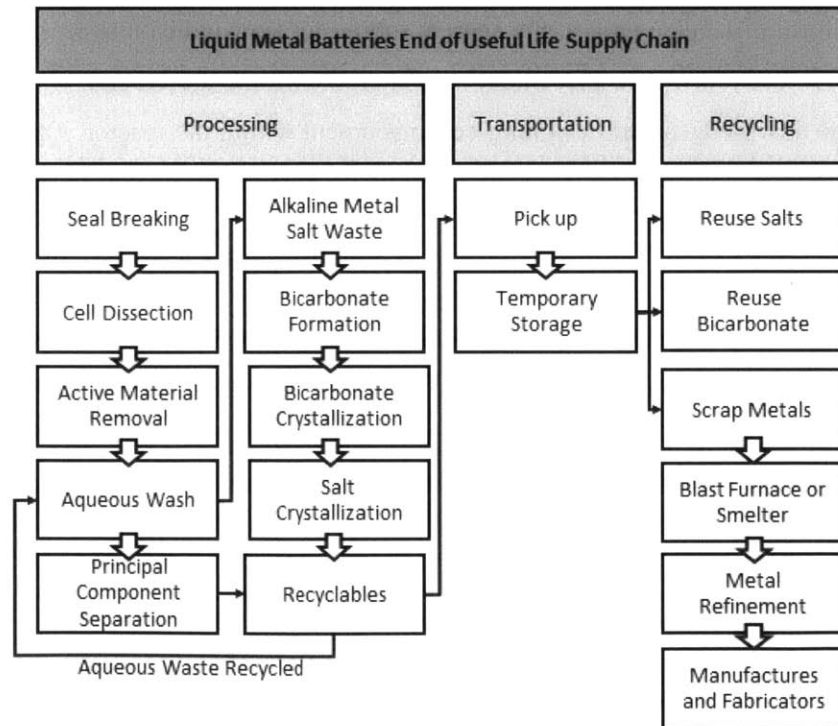 Liquid Metal Batteries End of Useful Life Supply Chain
Processing
Transportation
Recycling
Seal Breaking
Cell Dissection
Active Material
Removal
Aqueous Wash
Principal
Component
Separation
Alkaline Metal
Salt Waste
Bicarbonate
Formation
Bicarbonate
Crystallization
Salt
Crystallization
Recyclables
Aqueous Waste Recycled
Pick up
Temporary
Storage
Reuse Salts
Reuse
Bicarbonate
Scrap Metals
Blast Furnace or
Smelter
Metal
Refinement
Manufactures
and Fabricators